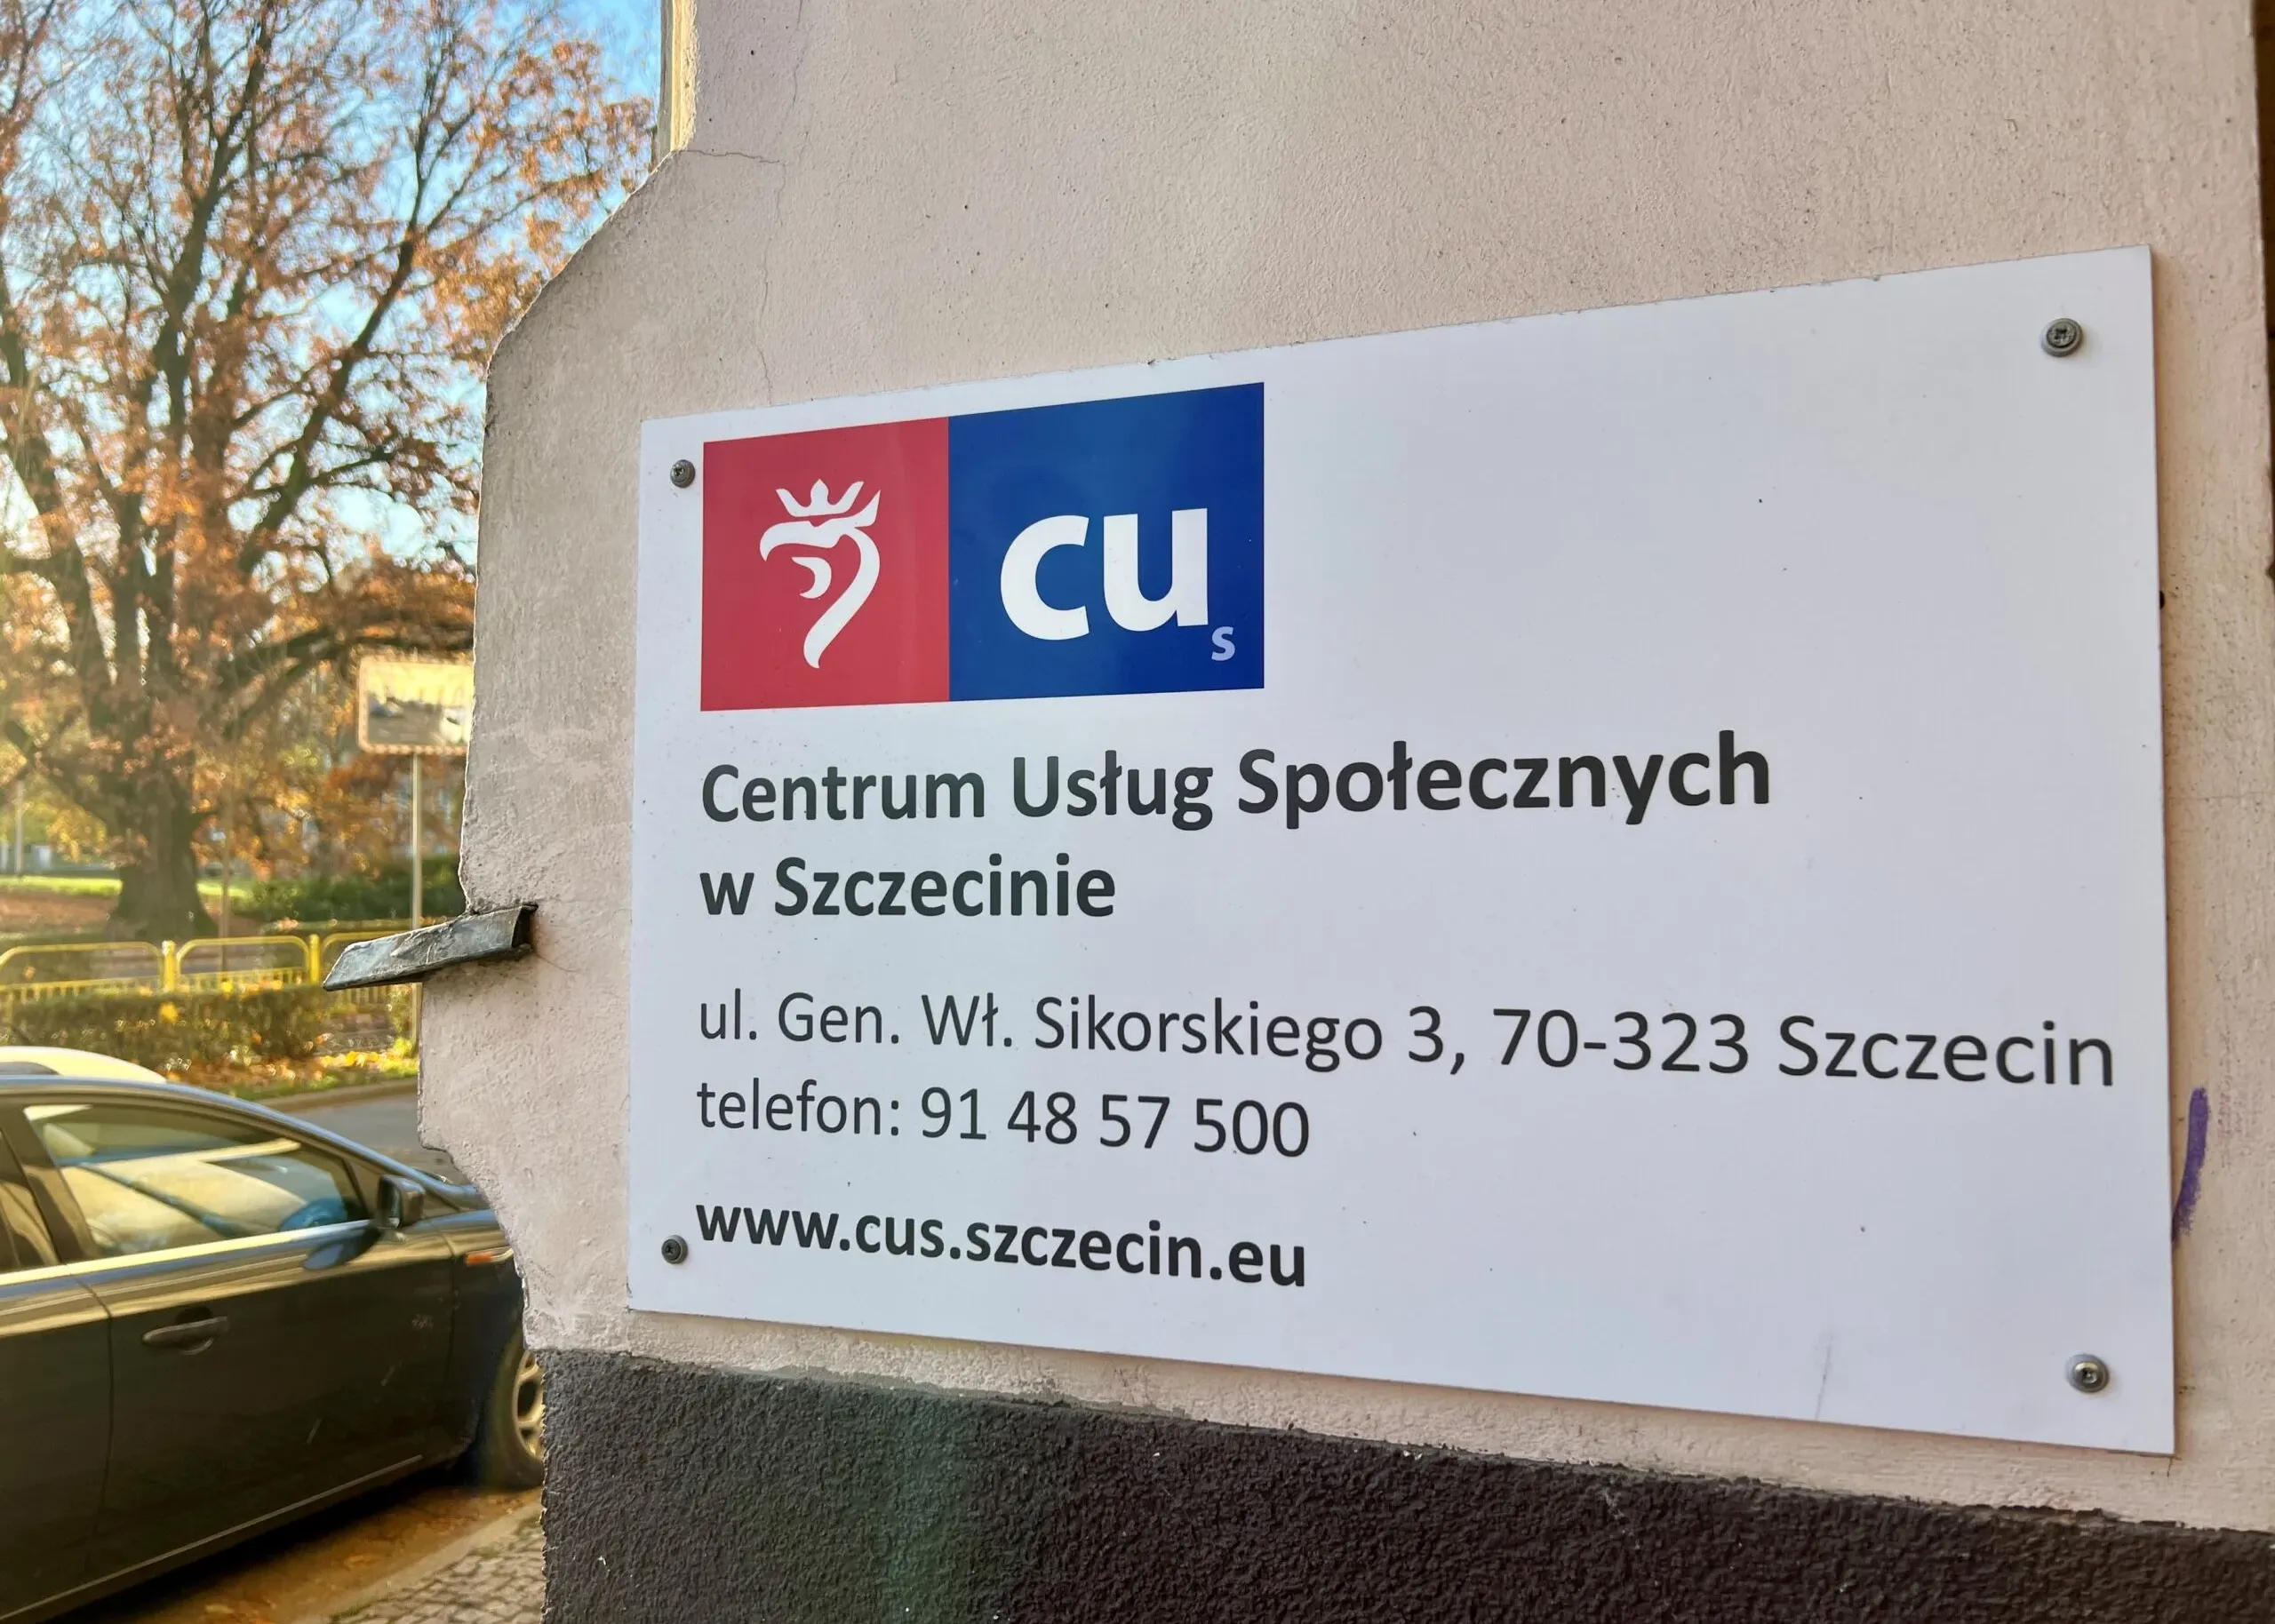 cus
Centrum Usług Społecznych
w Szczecinie
ul. Gen. Wł. Sikorskiego 3, 70-323 Szczecin
telefon: 91 48 57 500
www.cus.szczecin.eu